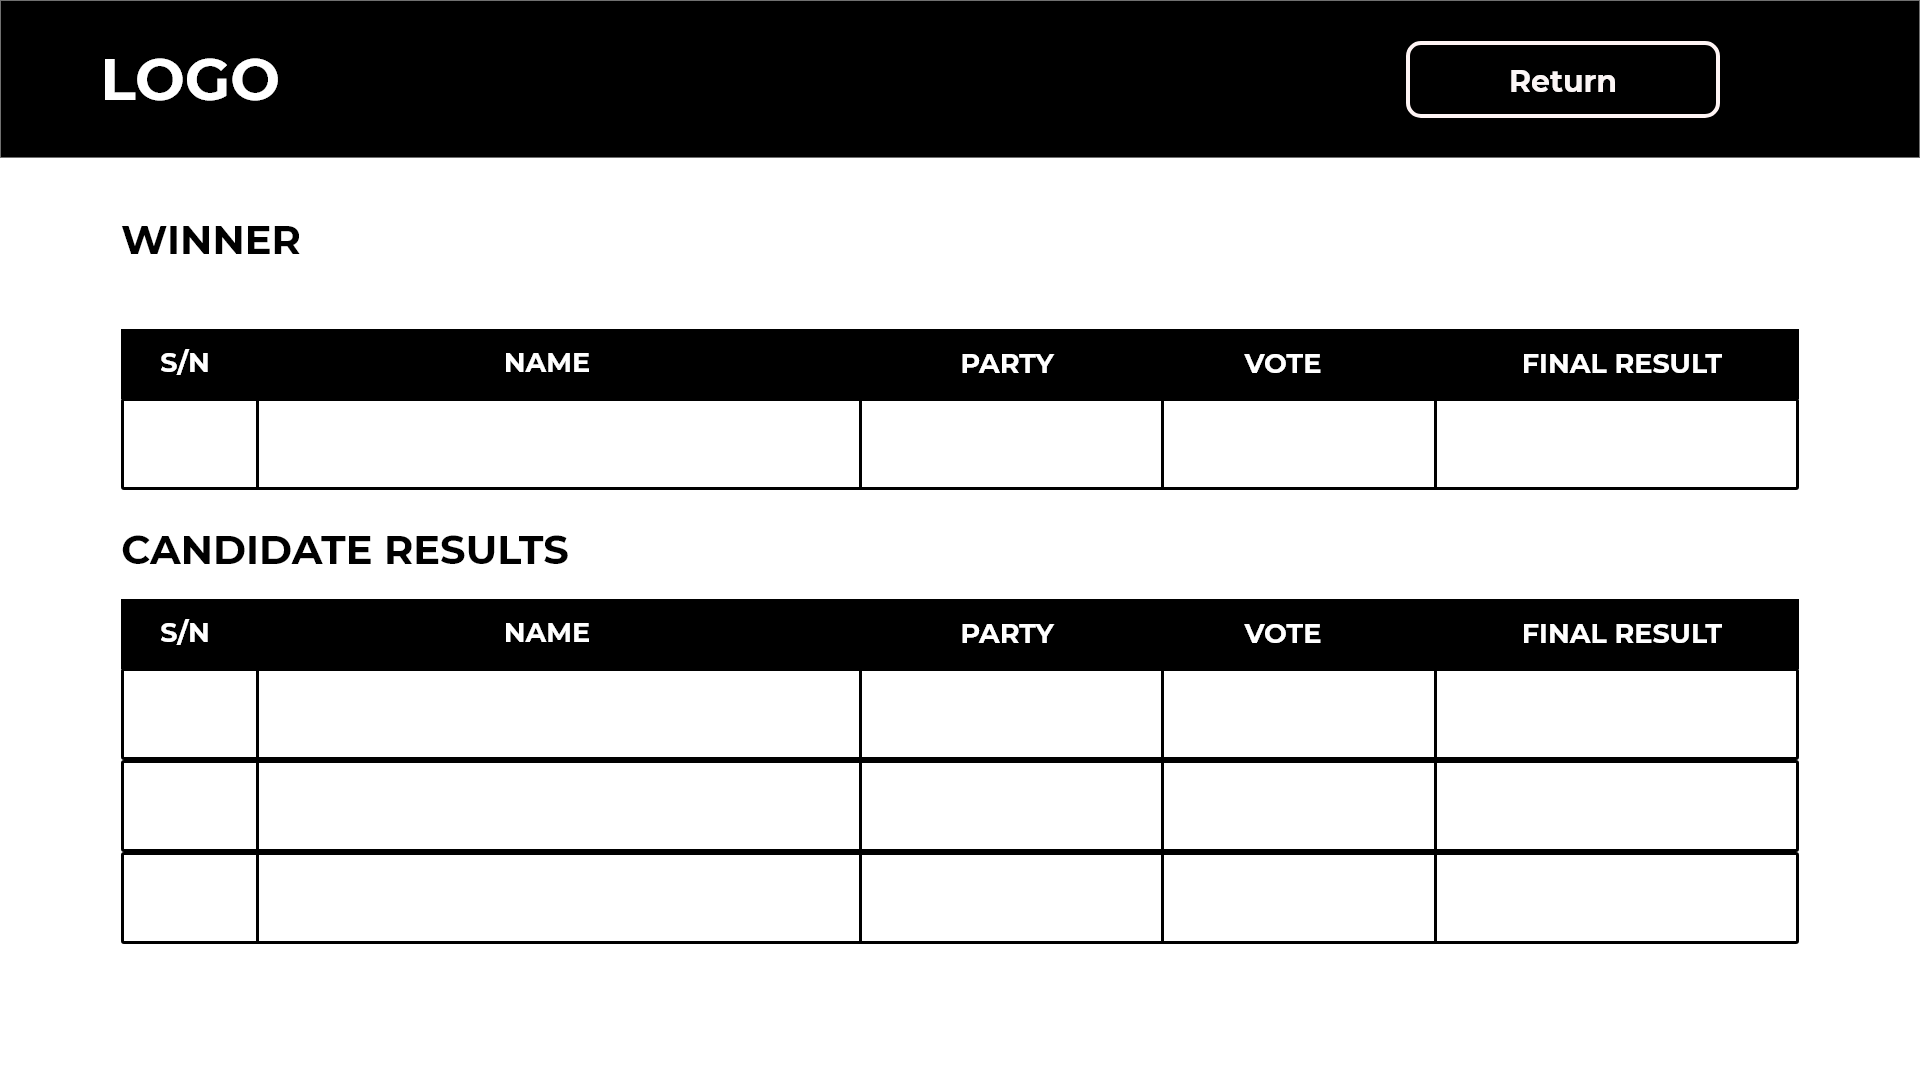 LOGO
Return
WINNER
S/N NAME PARTY VOTE FINAL RESULT
CANDIDATE RESULTS
S/N NAME PARTY VOTE FINAL RESULT